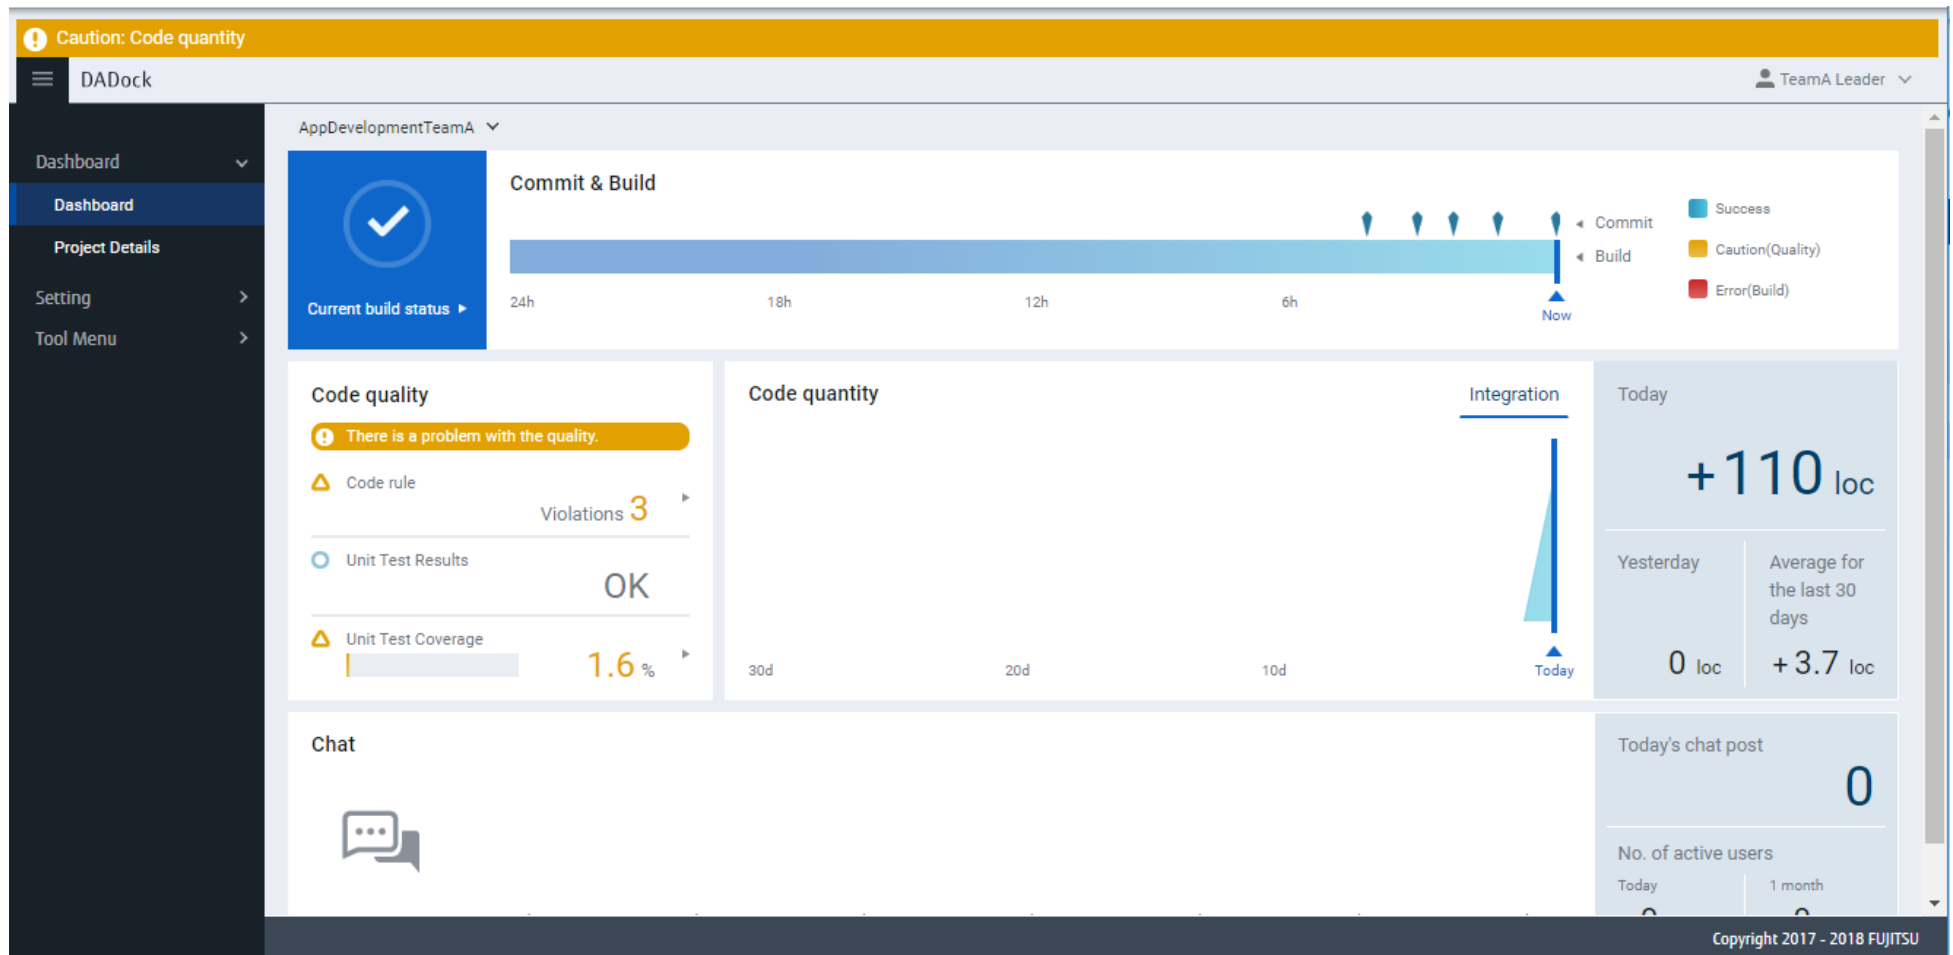 Caution: Code quantity
DADock
TeamA Leader
AppDevelopmentTeamA
Dashboard
Dashboard
Project Details
Setting
Tool Menu
Current build status
Commit & Build
Commit
Build
24h 18h 12h 6h Now
Success
Caution(Quality)
Error(Build)
Code quality
There is a problem with the quality.
Code rule
Violations 3
Unit Test Results
OK
Unit Test Coverage
1.6 %
Code quantity
Integration
30d 20d 10d Today
Today
+110 loc
Yesterday
0 loc
Average for
the last 30
days
+3.7 loc
Chat
Today's chat post
0
No. of active users
Today
1 month
Copyright 2017 - 2018 FUJITSU